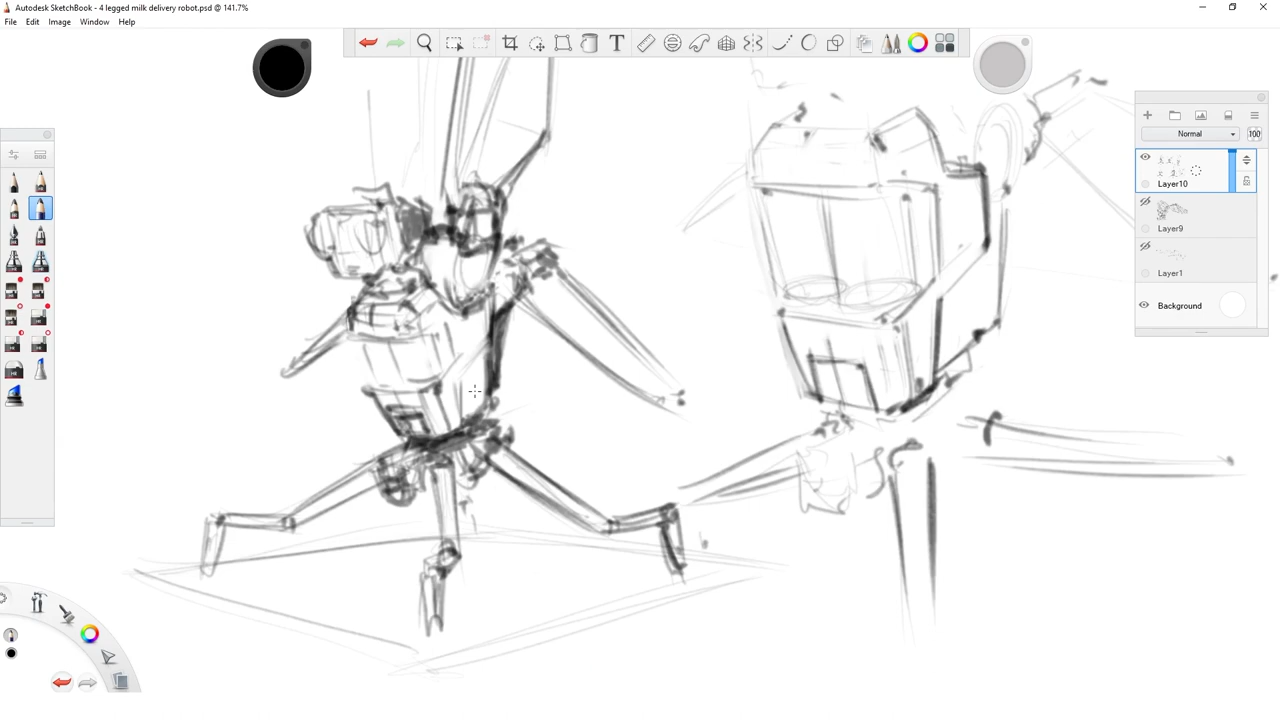 Autodesk SketchBook - 4 legged milk delivery robot.psd @ 141.7%
File Edit Image Window Help
Normal
100
Layer10
Layer9
Layer1
Background